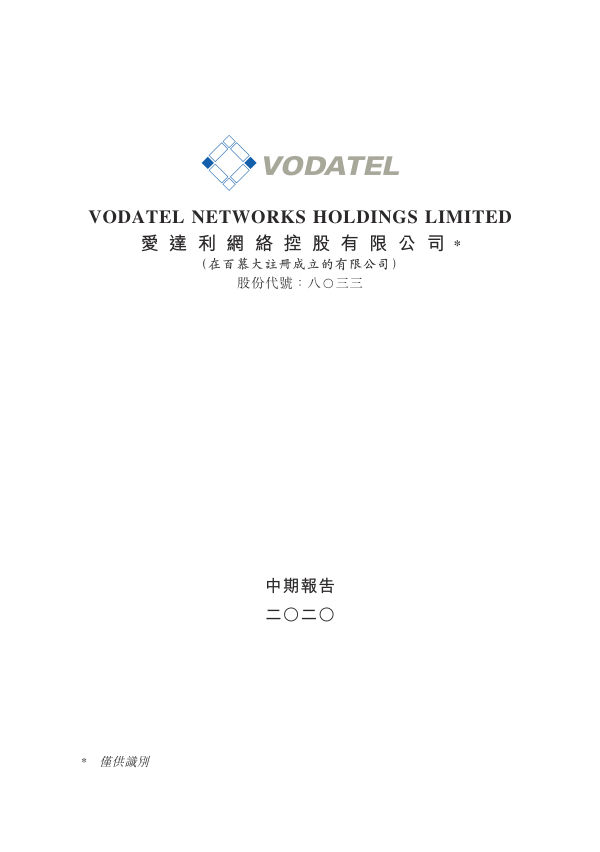 VODATEL
VODATEL NETWORKS HOLDINGS LIMITED
愛達利網絡控股有限公司*
（在百慕大註冊成立的有限公司）
股份代號：八○三三
中期報告
二○二○
* 僅供識別